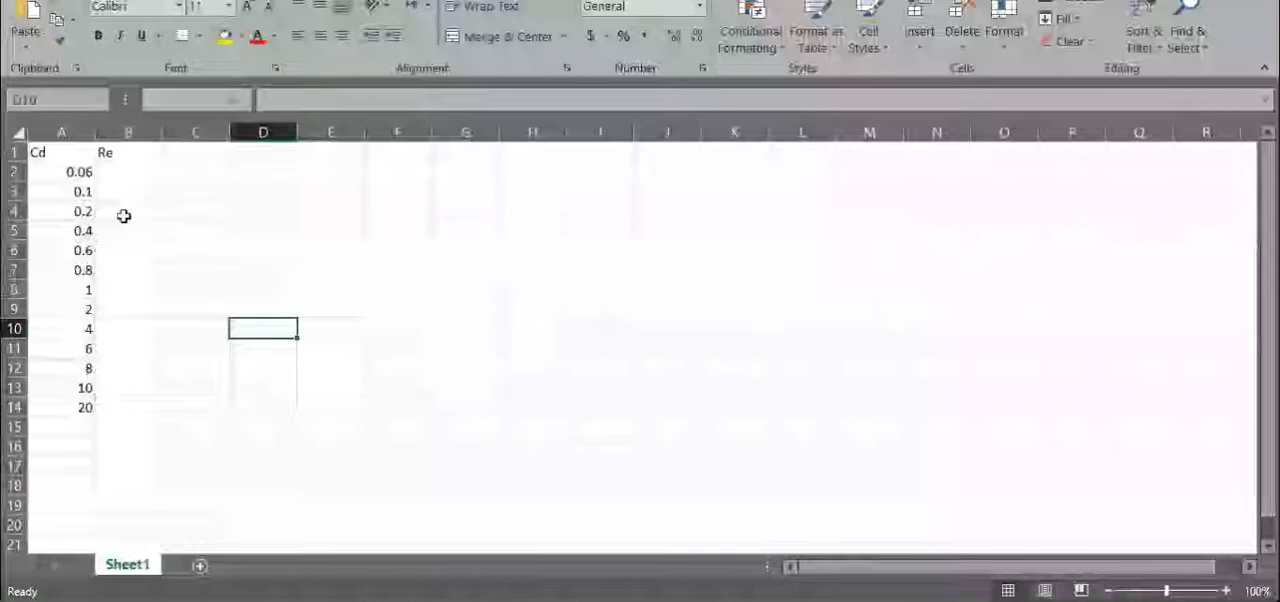 Calibri 11 Wrap Text General
Paste B I U Merge & Center $ % Conditional Formatting Format as Table Cell Styles Insert Delete Format Fill Clear Sort & Filter Find & Select
Clipboard Font Alignment Number Styles Cells Editing
D10
A B C D E F G H I J K L M N O P Q R
1 Cd Re
2 0.06
3 0.1
4 0.2
5 0.4
6 0.6
7 0.8
8 1
9 2
10 4
11 6
12 8
13 10
14 20
15
16
17
18
19
20
21
Sheet1
Ready 100%